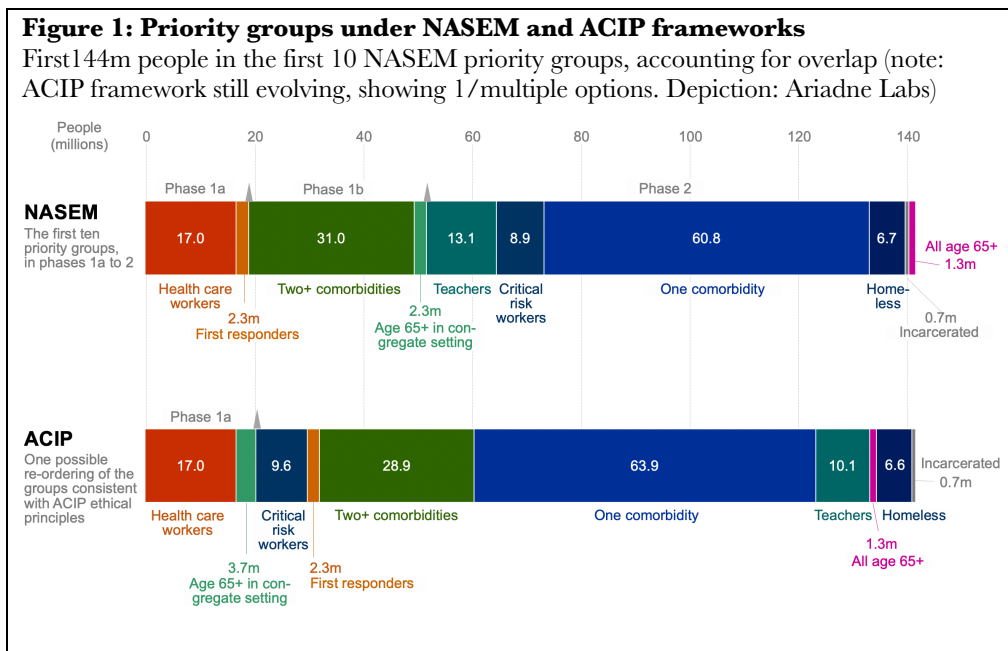 Figure 1: Priority groups under NASEM and ACIP frameworks
First144m people in the first 10 NASEM priority groups, accounting for overlap (note:
ACIP framework still evolving, showing 1/multiple options. Depiction: Ariadne Labs)
People
(millions)
0 20 40 60 80 100 120 140
Phase 1a Phase 1b Phase 2
NASEM
The first ten
priority groups,
in phases 1a to 2
17.0 31.0 13.1 8.9 60.8 6.7
All age 65+
1.3m
Health care
workers
2.3m
First responders
Two+ comorbidities
2.3m
Age 65+ in con-
gregate setting
Teachers
Critical
risk
workers
One comorbidity
Home-
less
0.7m
Incarcerated
Phase 1a
ACIP
One possible
re-ordering of the
groups consistent
with ACIP ethical
principles
17.0 9.6 28.9 63.9 10.1 6.6
Incarcerated
0.7m
Health care
workers
3.7m
Age 65+ in con-
gregate setting
Critical
risk
workers
2.3m
First responders
Two+ comorbidities
One comorbidity
Teachers
1.3m
All age 65+
Homeless